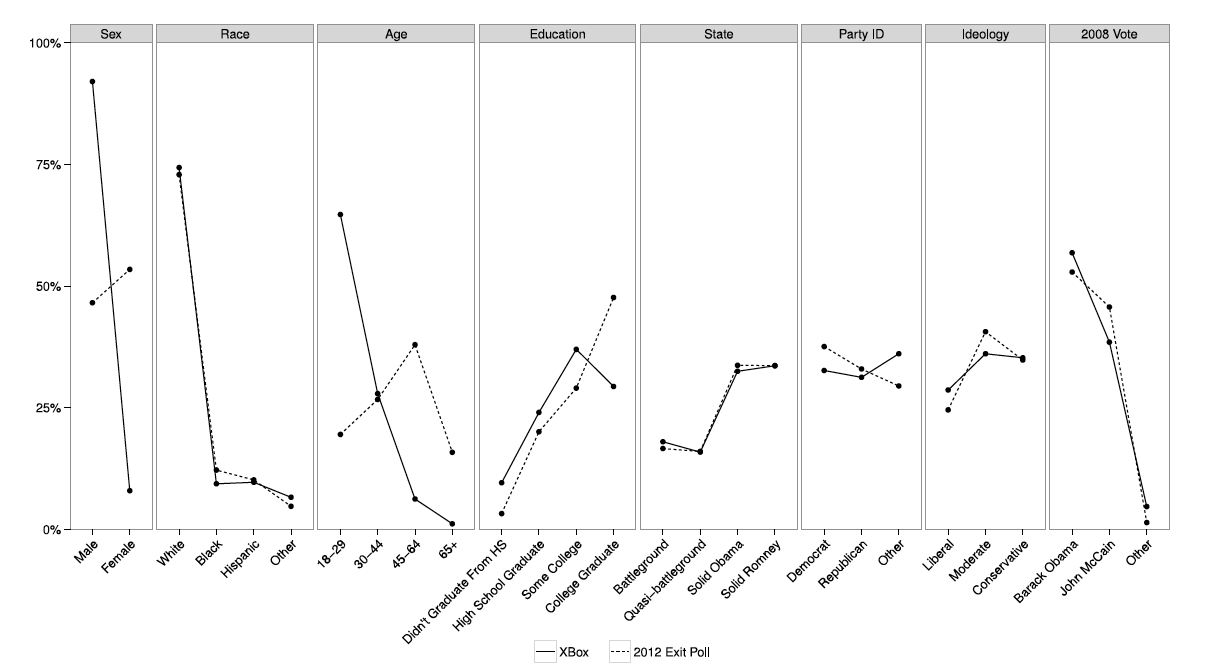 Sex Race Age Education State Party ID Ideology 2008 Vote
100%
75%
50%
25%
0%
Male Female White Black Hispanic Other 18–29 30–44 45–64 65+ Didn't Graduate From HS High School Graduate Some College College Graduate Battleground Quasi–battleground Solid Obama Solid Romney Democrat Republican Other Liberal Moderate Conservative Barack Obama John McCain Other
XBox 2012 Exit Poll